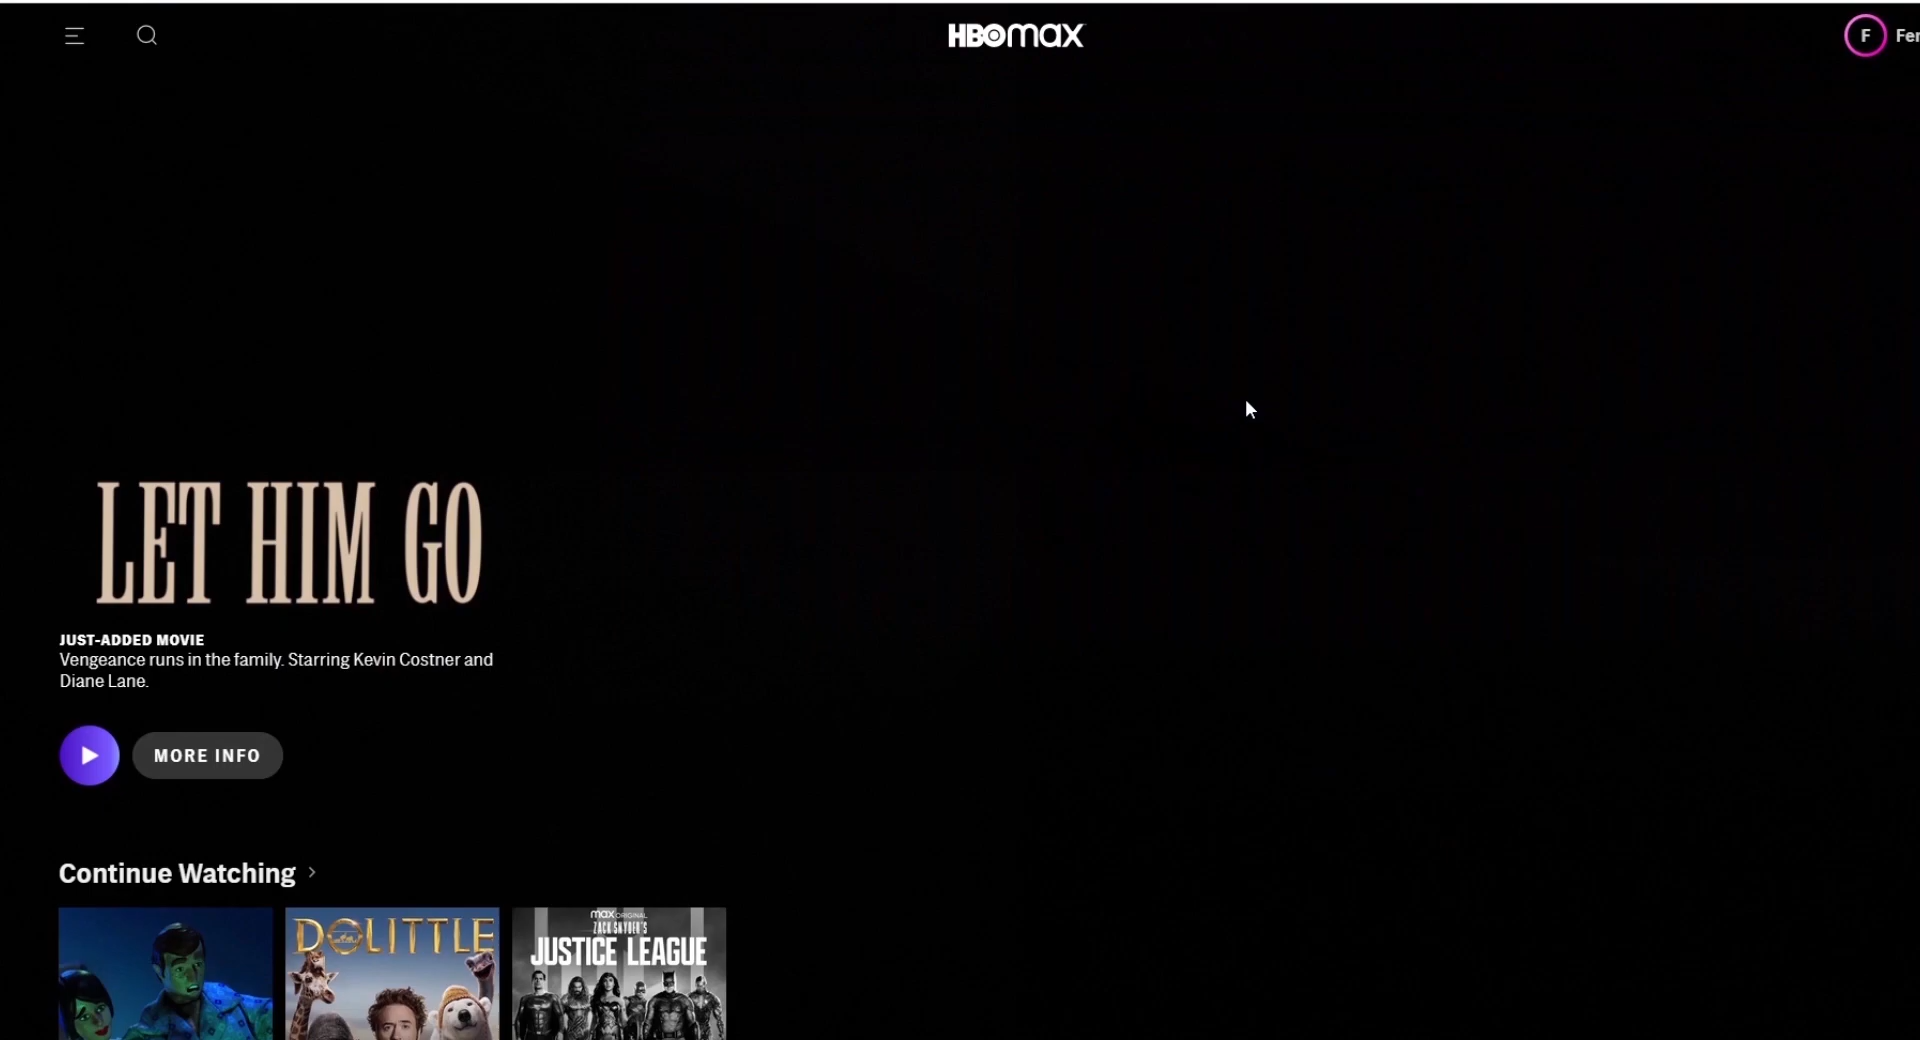 HBOmax
F Fer
LET HIM GO
JUST-ADDED MOVIE
Vengeance runs in the family. Starring Kevin Costner and
Diane Lane.
MORE INFO
Continue Watching
DOLITTLE
max ORIGINAL
ZACK SNYDER'S
JUSTICE LEAGUE